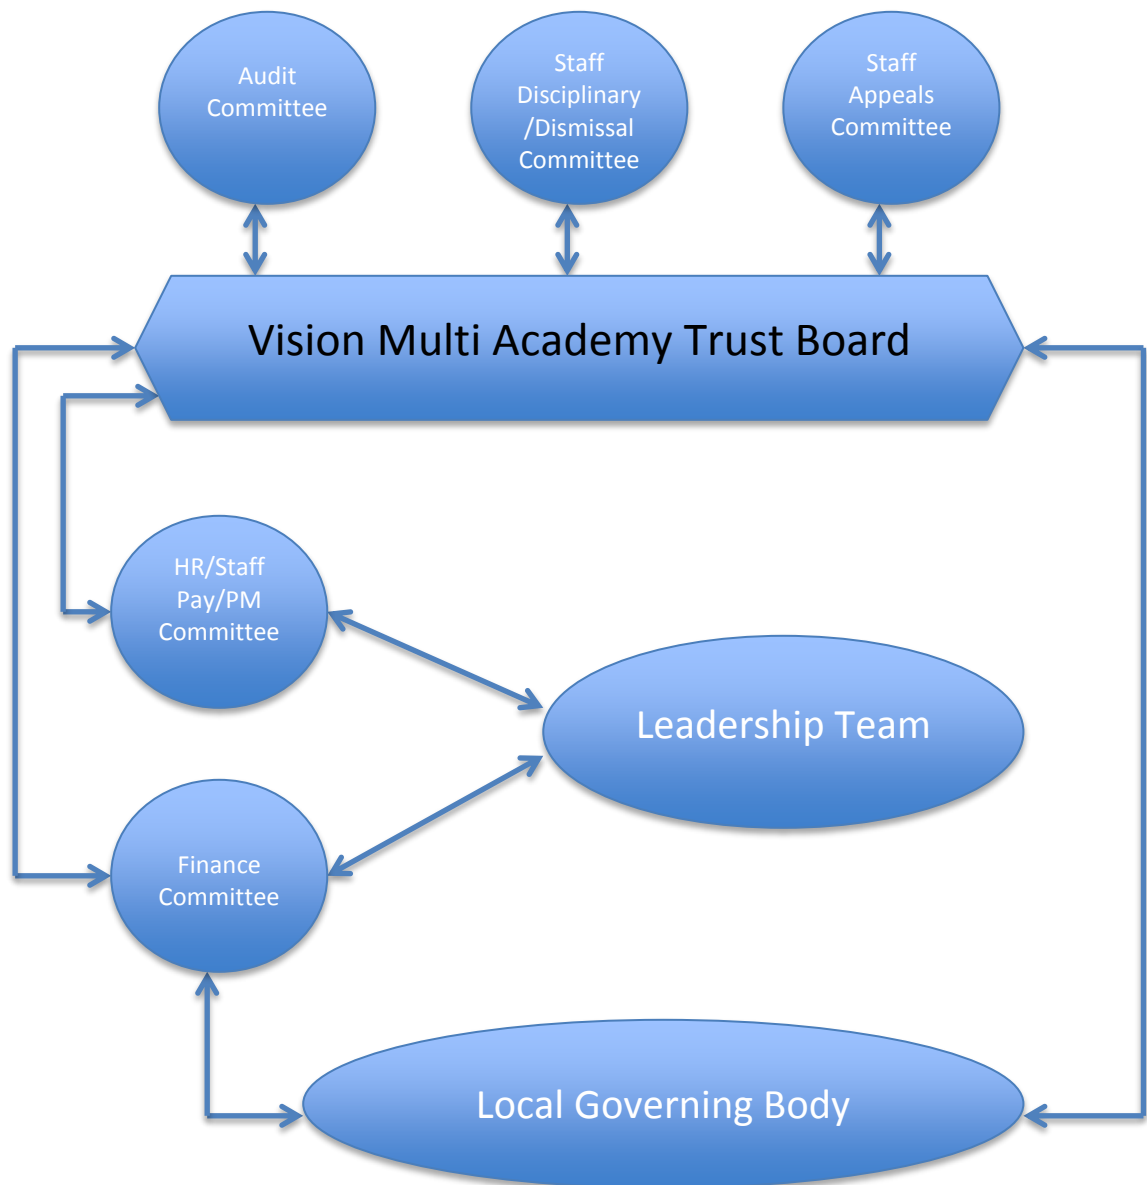 Audit
Committee
Staff
Disciplinary
/Dismissal
Committee
Staff
Appeals
Committee
Vision Multi Academy Trust Board
HR/Staff
Pay/PM
Committee
Leadership Team
Finance
Committee
Local Governing Body